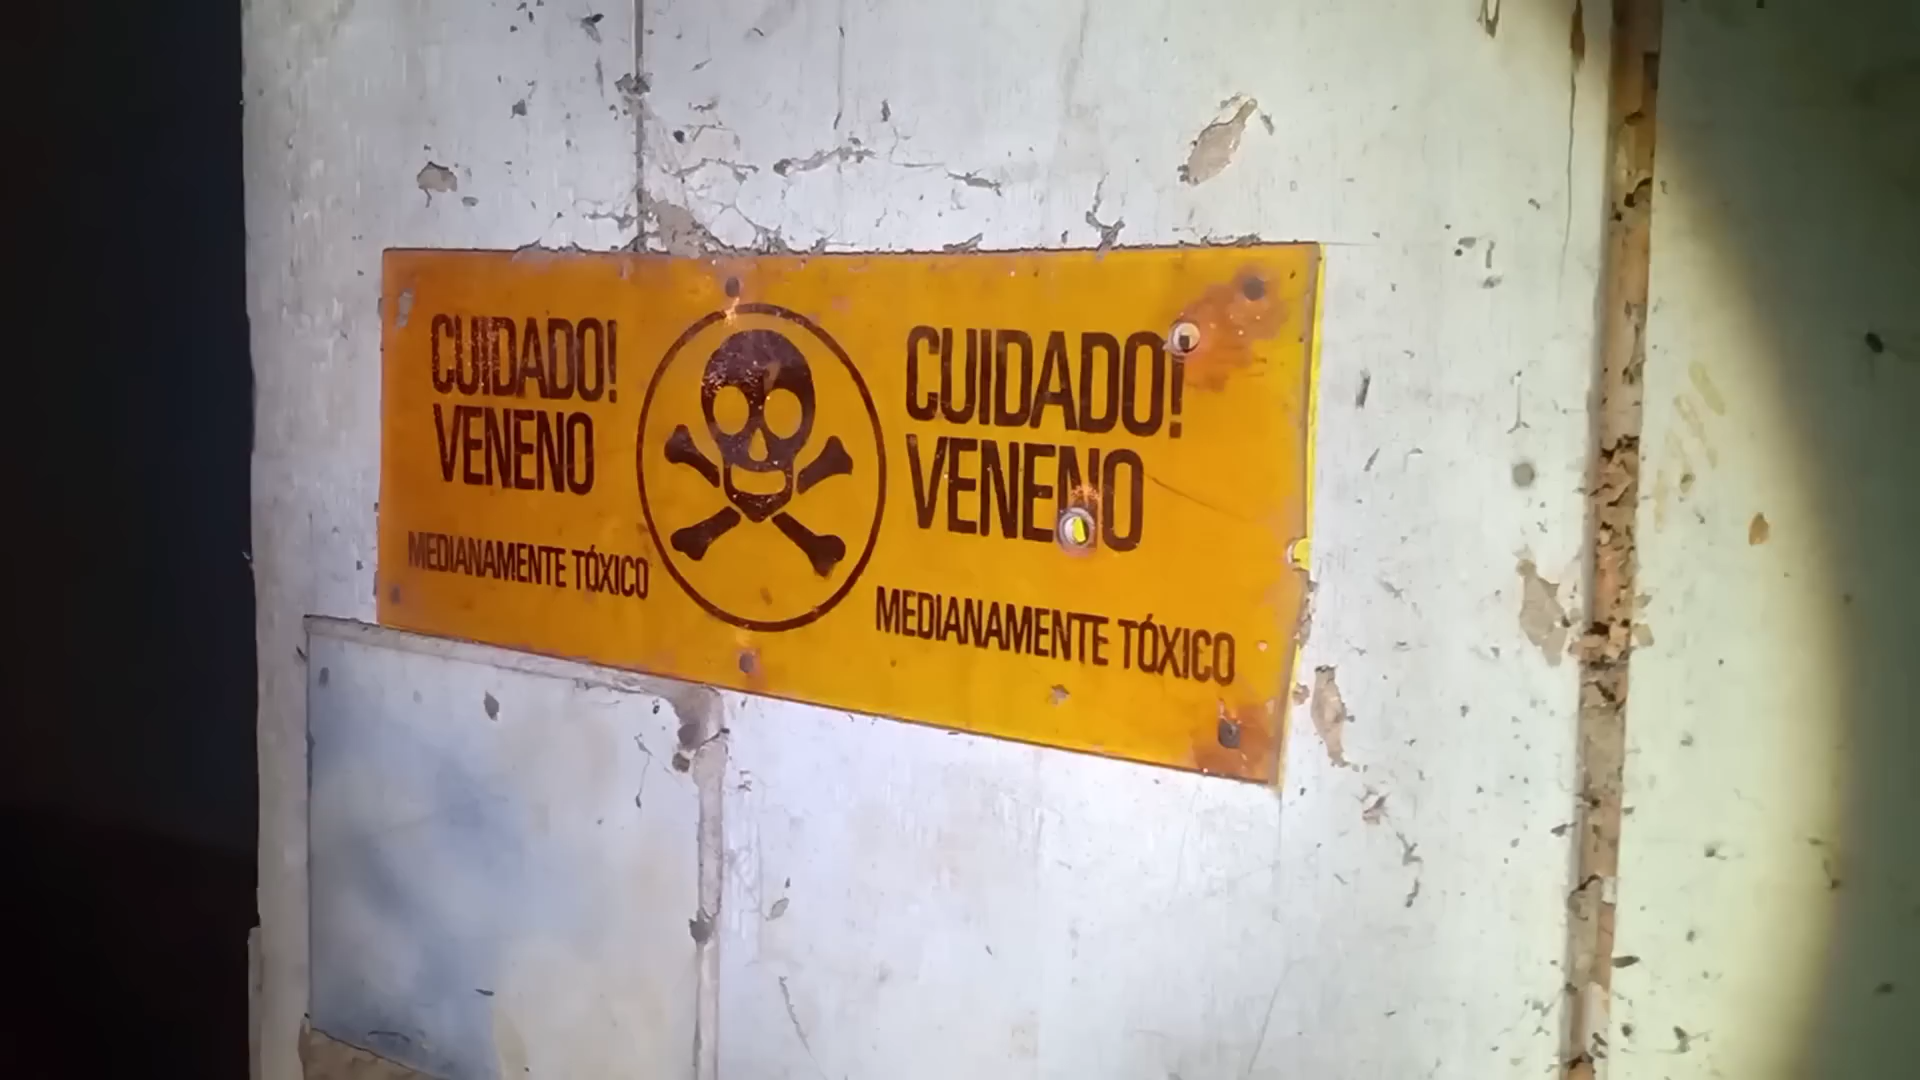 CUIDADO!
VENENO
MEDIANAMENTE TÓXICO
CUIDADO!
VENENO
MEDIANAMENTE TÓXICO